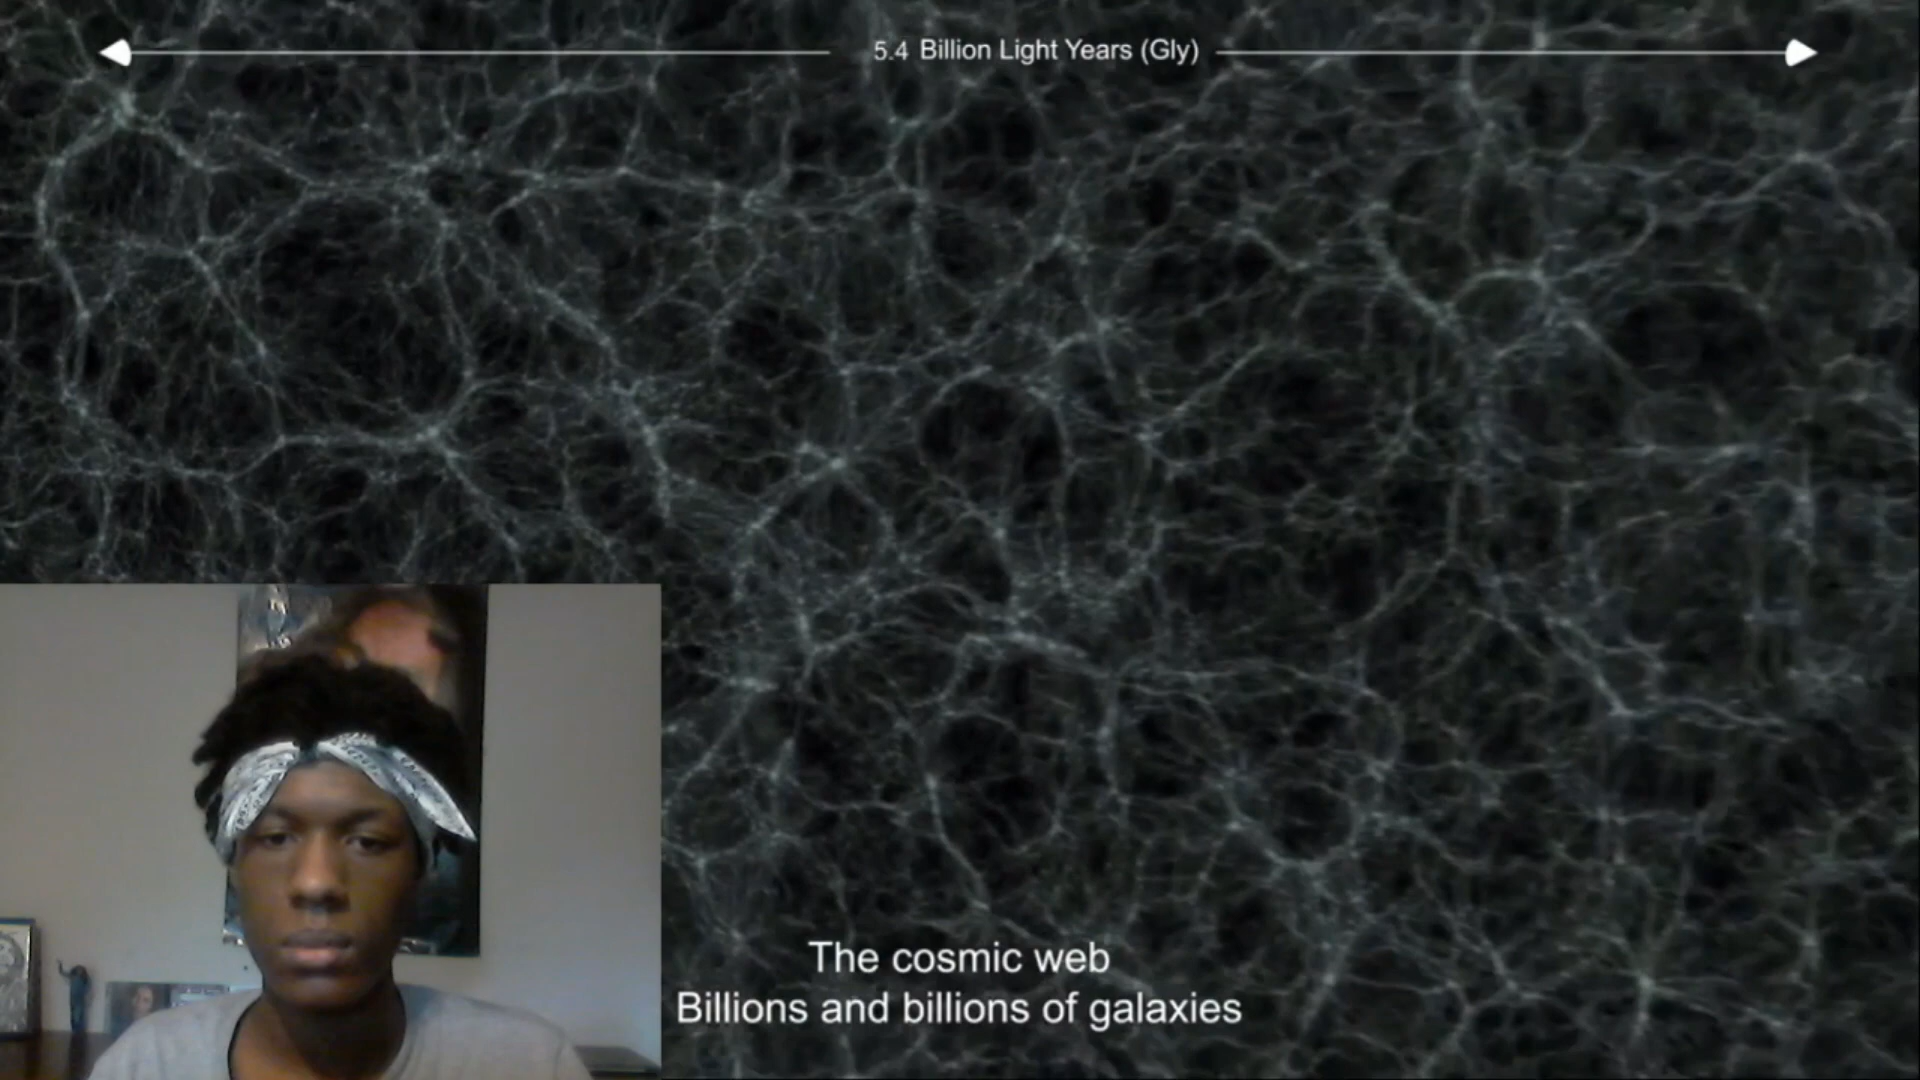 5.4 Billion Light Years (Gly)
The cosmic web
Billions and billions of galaxies